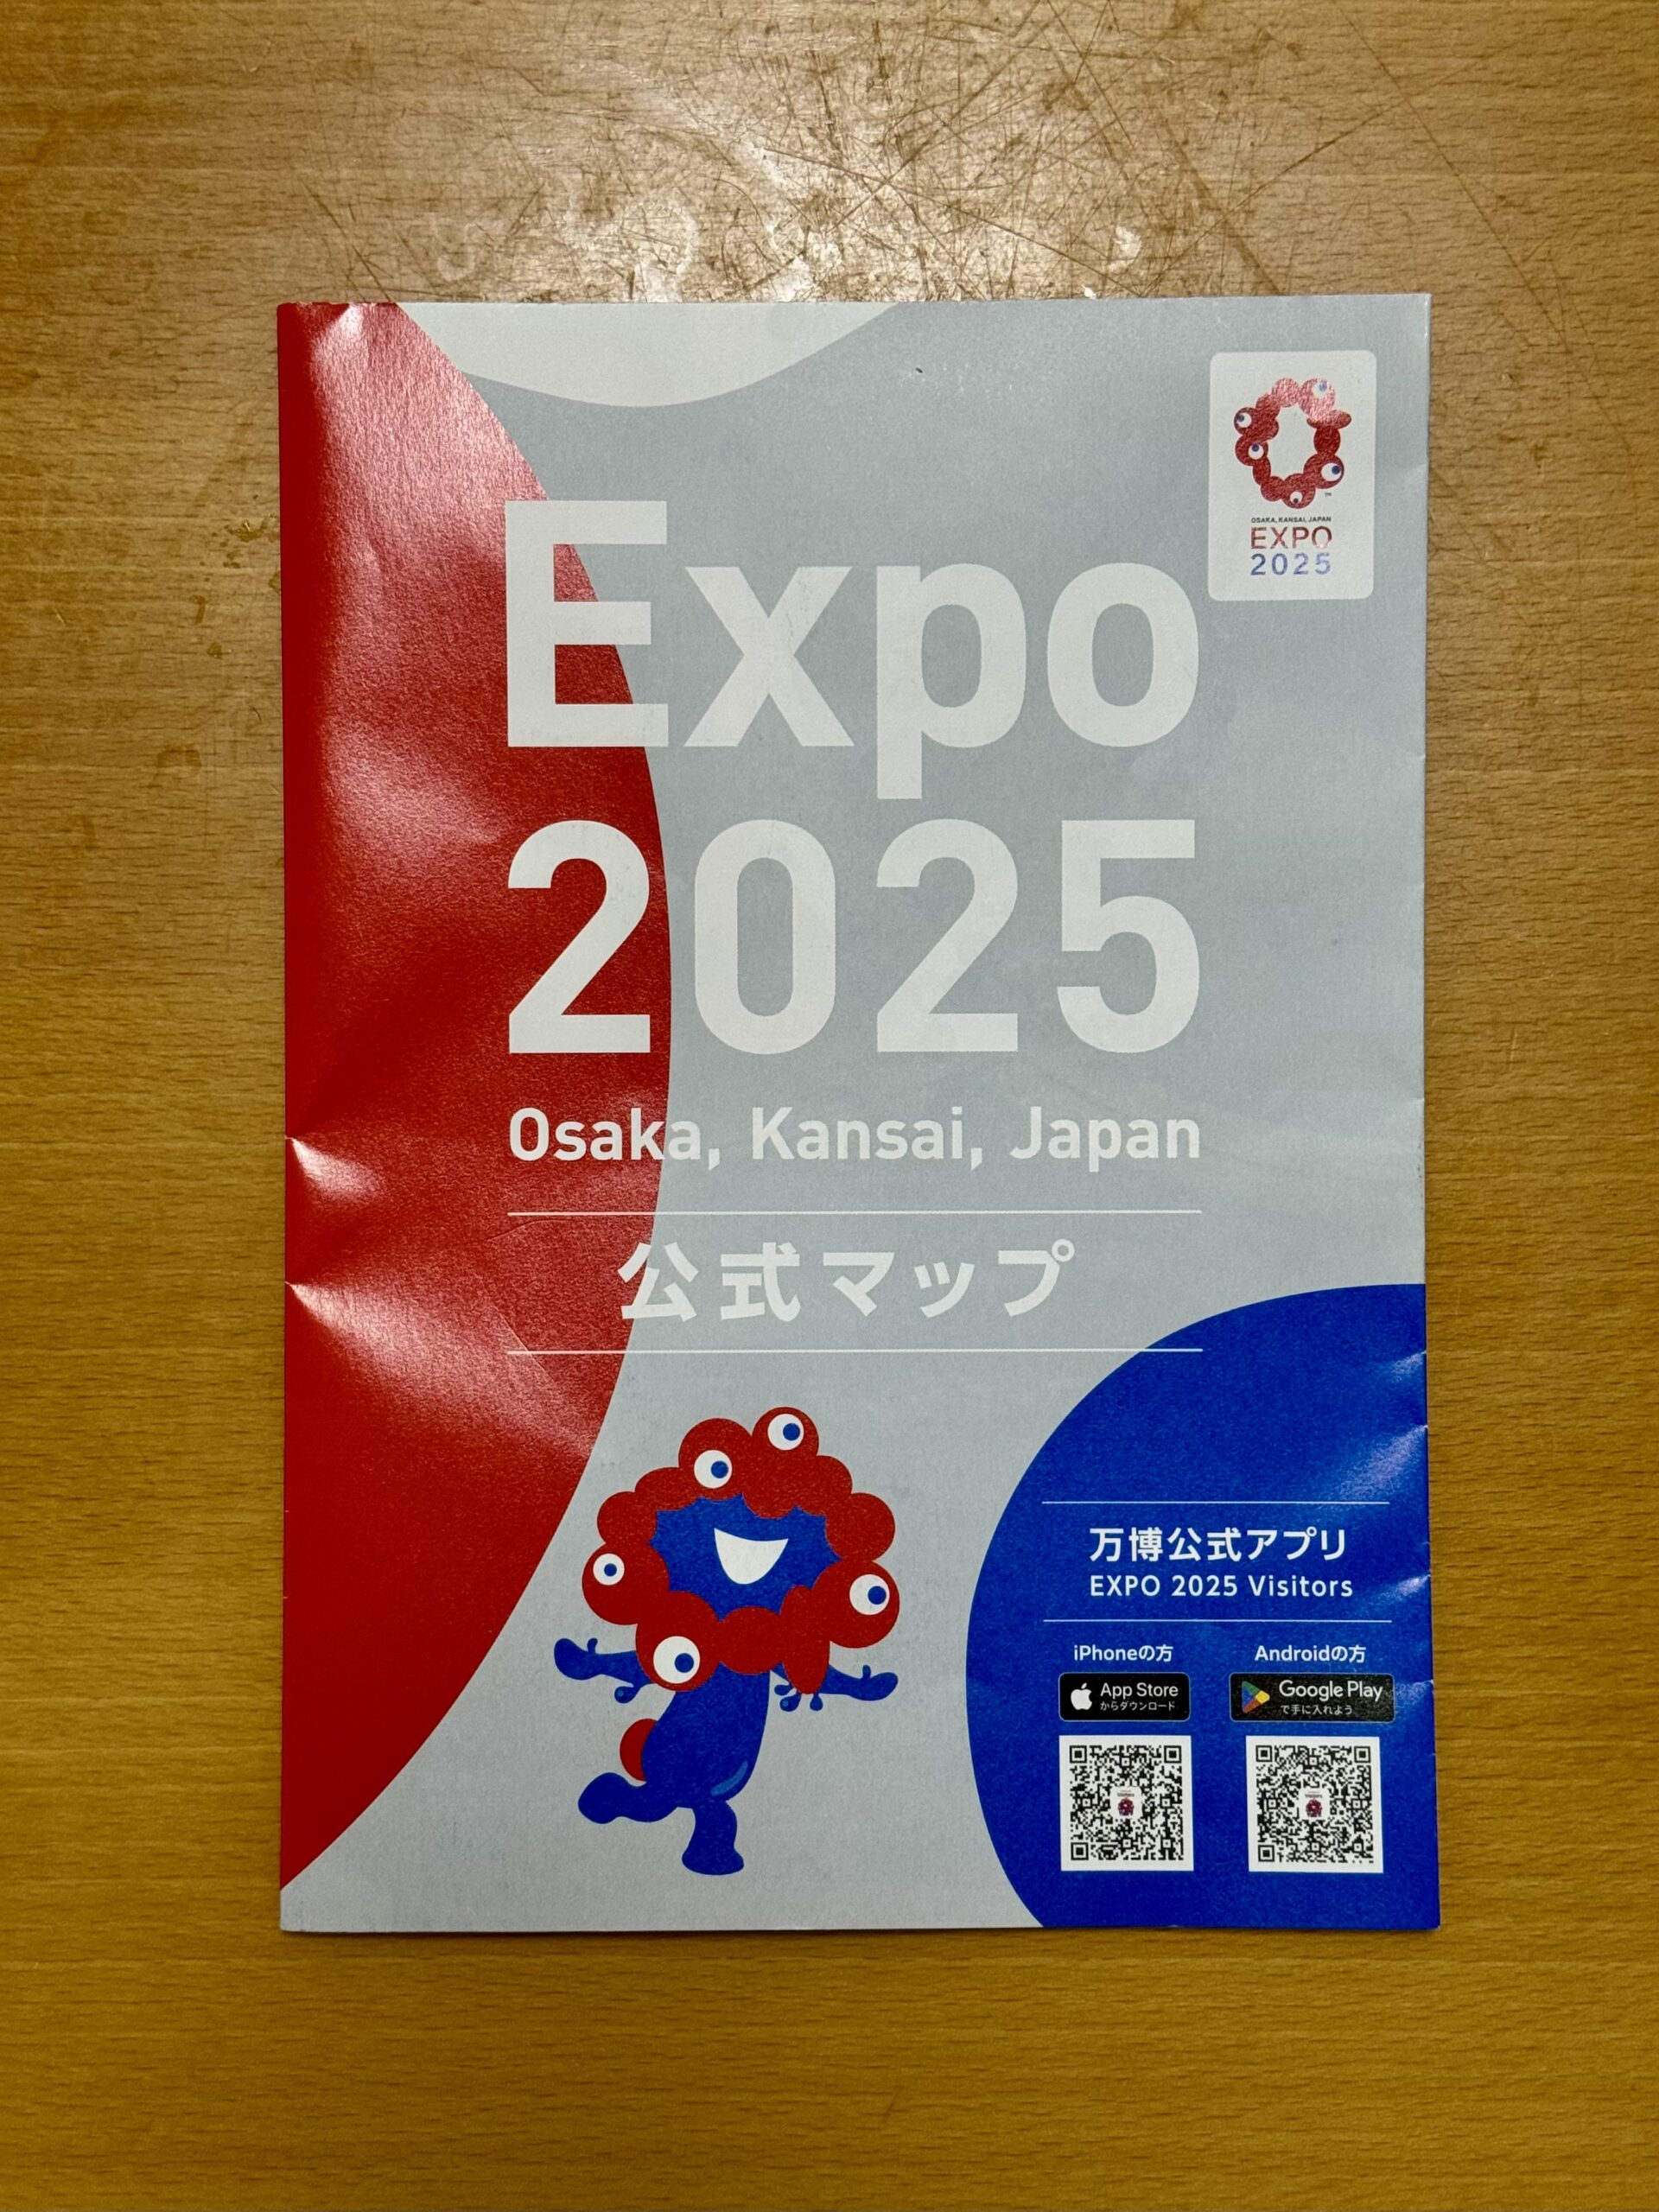 OSAKA, KANSAI, JAPAN
EXPO
2025
Expo
2025
Osaka, Kansai, Japan
公式マップ
万博公式アプリ
EXPO 2025 Visitors
iPhoneの方
Androidの方
App Store
からダウンロード
Google Play
で手に入れよう